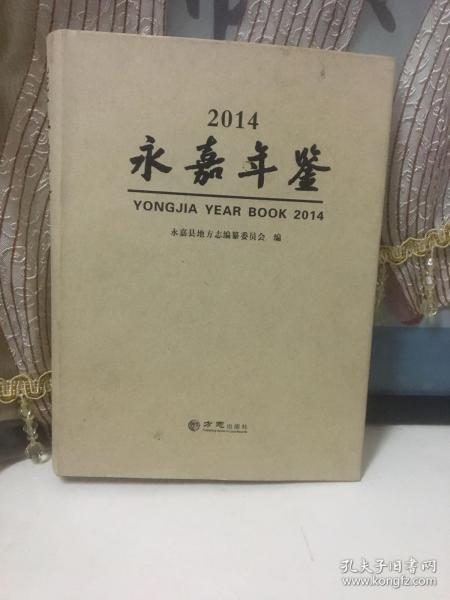 2014
永嘉年鉴
YONGJIA YEAR BOOK 2014
永嘉县地方志编纂委员会 编
方志出版社
孔夫子旧书网
www.kongfz.com